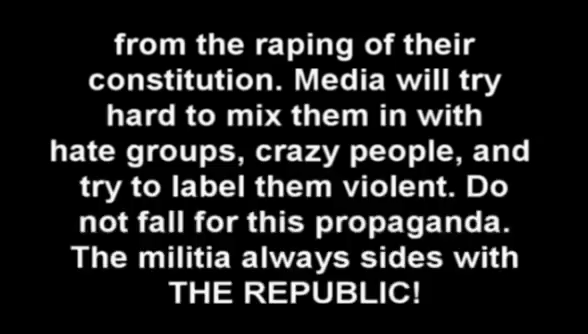 from the raping of their
constitution. Media will try
hard to mix them in with
hate groups, crazy people, and
try to label them violent. Do
not fall for this propaganda.
The militia always sides with
THE REPUBLIC!